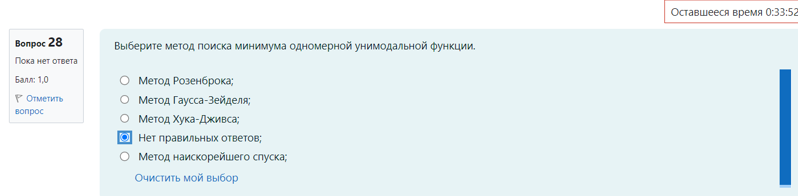 Оставшееся время 0:33:52
Вопрос 28
Пока нет ответа
Балл: 1,0
Отметить
вопрос
Выберите метод поиска минимума одномерной унимодальной функции.
Метод Розенброка;
Метод Гаусса-Зейделя;
Метод Хука-Дживса;
Нет правильных ответов;
Метод наискорейшего спуска;
Очистить мой выбор